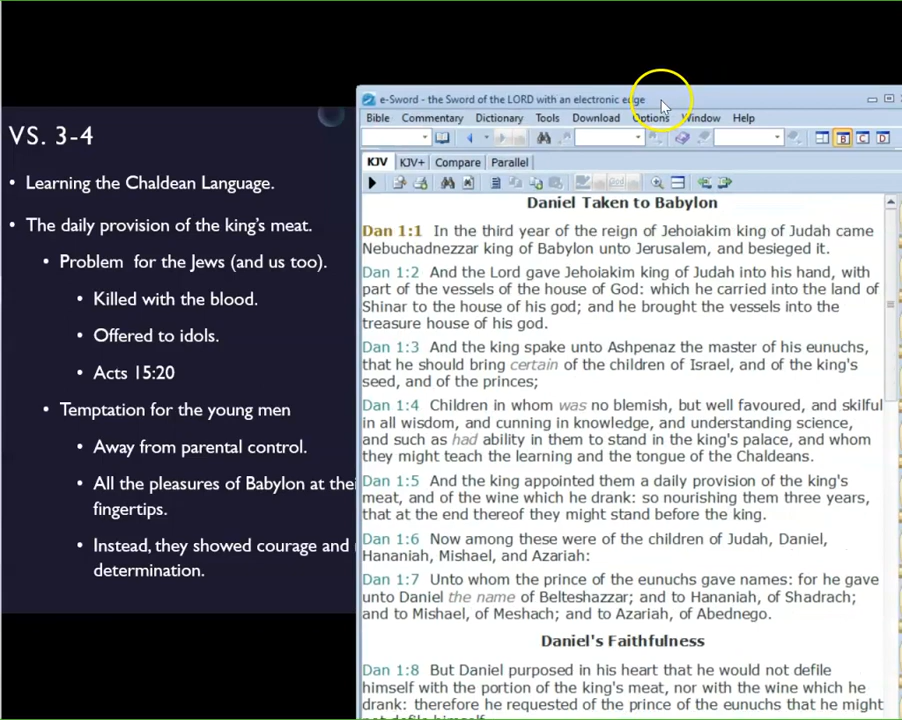 VS. 3-4
• Learning the Chaldean Language.
• The daily provision of the king's meat.
• Problem for the Jews (and us too).
• Killed with the blood.
• Offered to idols.
• Acts 15:20
• Temptation for the young men
• Away from parental control.
• All the pleasures of Babylon at
fingertips.
• Instead, they showed courage and
determination.
e-Sword - the Sword of the LORD with an electronic edge
Bible Commentary Dictionary Tools Download Options Window Help
B C D
KJV KJV+ Compare Parallel
Daniel Taken to Babylon
Dan 1:1 In the third year of the reign of Jehoiakim king of Judah came
Nebuchadnezzar king of Babylon unto Jerusalem, and besieged it.
Dan 1:2 And the Lord gave Jehoiakim king of Judah into his hand, with
part of the vessels of the house of God: which he carried into the land of
Shinar to the house of his god; and he brought the vessels into the
treasure house of his god.
Dan 1:3 And the king spake unto Ashpenaz the master of his eunuchs,
that he should bring certain of the children of Israel, and of the king's
seed, and of the princes;
Dan 1:4 Children in whom was no blemish, but well favoured, and skilful
in all wisdom, and cunning in knowledge, and understanding science,
and such as had ability in them to stand in the king's palace, and whom
they might teach the learning and the tongue of the Chaldeans.
Dan 1:5 And the king appointed them a daily provision of the king's
meat, and of the wine which he drank: so nourishing them three years,
that at the end thereof they might stand before the king.
Dan 1:6 Now among these were of the children of Judah, Daniel,
Hananiah, Mishael, and Azariah:
Dan 1:7 Unto whom the prince of the eunuchs gave names: for he gave
unto Daniel the name of Belteshazzar; and to Hananiah, of Shadrach;
and to Mishael, of Meshach; and to Azariah, of Abednego.
Daniel's Faithfulness
Dan 1:8 But Daniel purposed in his heart that he would not defile
himself with the portion of the king's meat, nor with the wine which he
drank: therefore he requested of the prince of the eunuchs that he might
not defile himself.